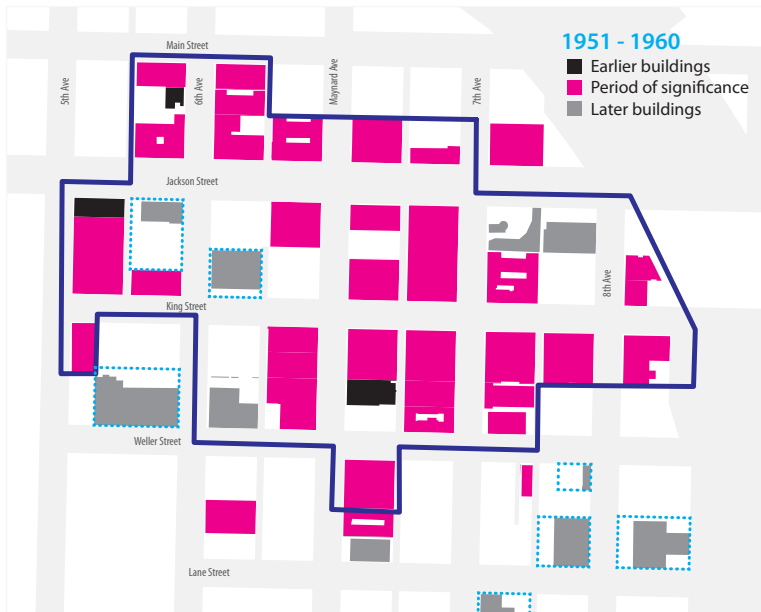 Main Street
1951 - 1960
Earlier buildings
Period of significance
Later buildings
5th Ave
6th Ave
Maynard Ave
7th Ave
Jackson Street
8th Ave
King Street
Weller Street
Lane Street